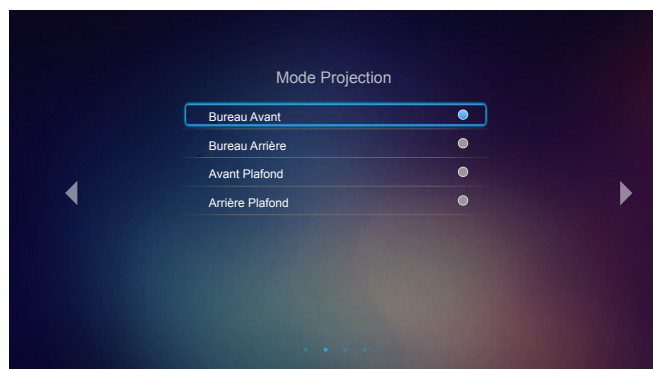 Mode Projection
Bureau Avant
Bureau Arrière
Avant Plafond
Arrière Plafond